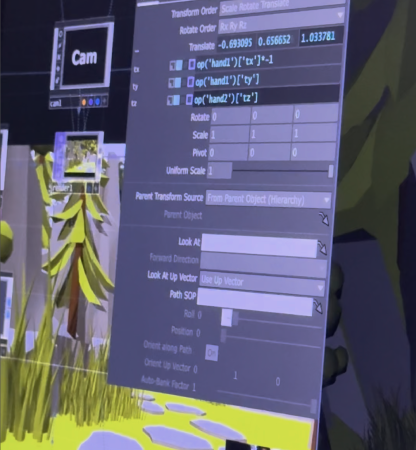 Transform Order Scale Rotate Translate
Cam
Rotate Order Rx Ry Rz
Translate -0.693095 0.656652 1.033781
tx op('hand1')['tx']*-1
ty op('hand1')['ty']
tz op('hand2')['tz']
cam1
Rotate 0 0 0
Scale 1 1 1
Pivot 0 0 0
Uniform Scale 1
Parent Transform Source From Parent Object (Hierarchy)
Parent Object
Look At
Forward Direction
Look At Up Vector Use Up Vector
Path SOP
Roll 0
Position 0
Orient along Path On
Orient Up Vector 0 1 0
Auto-Bank Factor 1